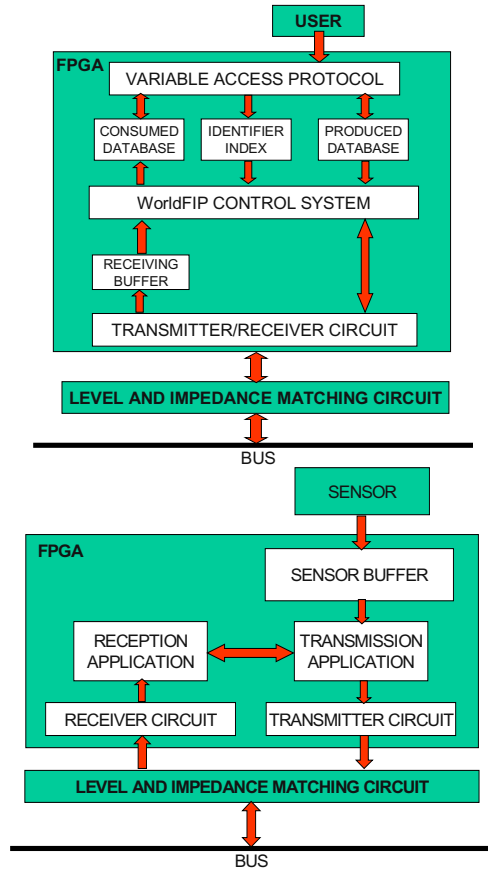 USER
FPGA
VARIABLE ACCESS PROTOCOL
CONSUMED
DATABASE
IDENTIFIER
INDEX
PRODUCED
DATABASE
WorldFIP CONTROL SYSTEM
RECEIVING
BUFFER
TRANSMITTER/RECEIVER CIRCUIT
LEVEL AND IMPEDANCE MATCHING CIRCUIT
BUS
SENSOR
FPGA
SENSOR BUFFER
RECEPTION
APPLICATION
TRANSMISSION
APPLICATION
RECEIVER CIRCUIT
TRANSMITTER CIRCUIT
LEVEL AND IMPEDANCE MATCHING CIRCUIT
BUS